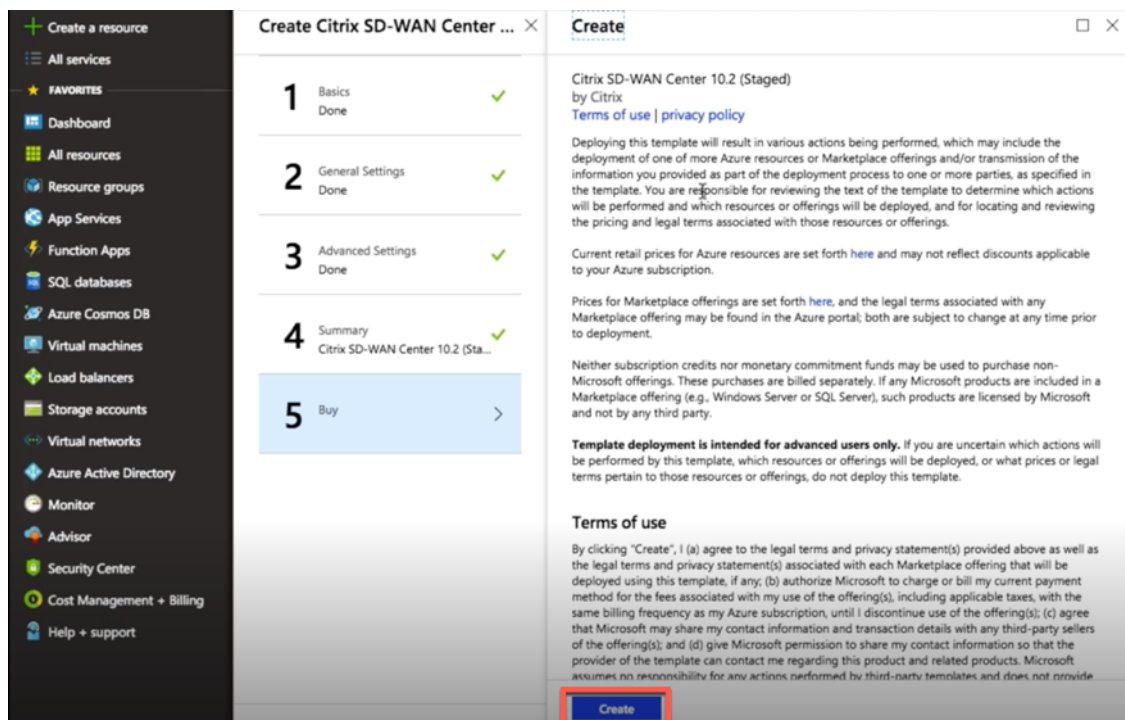 Create a resource
All services
FAVORITES
Dashboard
All resources
Resource groups
App Services
Function Apps
SQL databases
Azure Cosmos DB
Virtual machines
Load balancers
Storage accounts
Virtual networks
Azure Active Directory
Monitor
Advisor
Security Center
Cost Management + Billing
Help + support
Create Citrix SD-WAN Center ...
1
Basics
Done
2
General Settings
Done
3
Advanced Settings
Done
4
Summary
Citrix SD-WAN Center 10.2 (Sta...
5
Buy
Create
Citrix SD-WAN Center 10.2 (Staged)
by Citrix
Terms of use | privacy policy
Deploying this template will result in various actions being performed, which may include the
deployment of one of more Azure resources or Marketplace offerings and/or transmission of the
information you provided as part of the deployment process to one or more parties, as specified in
the template. You are responsible for reviewing the text of the template to determine which actions
will be performed and which resources or offerings will be deployed, and for locating and reviewing
the pricing and legal terms associated with those resources or offerings.
Current retail prices for Azure resources are set forth here and may not reflect discounts applicable
to your Azure subscription.
Prices for Marketplace offerings are set forth here, and the legal terms associated with any
Marketplace offering may be found in the Azure portal; both are subject to change at any time prior
to deployment.
Neither subscription credits nor monetary commitment funds may be used to purchase non-
Microsoft offerings. These purchases are billed separately. If any Microsoft products are included in a
Marketplace offering (e.g., Windows Server or SQL Server), such products are licensed by Microsoft
and not by any third party.
Template deployment is intended for advanced users only. If you are uncertain which actions will
be performed by this template, which resources or offerings will be deployed, or what prices or legal
terms pertain to those resources or offerings, do not deploy this template.
Terms of use
By clicking "Create", I (a) agree to the legal terms and privacy statement(s) provided above as well as
the legal terms and privacy statement(s) associated with each Marketplace offering that will be
deployed using this template, if any; (b) authorize Microsoft to charge or bill my current payment
method for the fees associated with my use of the offering(s), including applicable taxes, with the
same billing frequency as my Azure subscription, until I discontinue use of the offering(s); (c) agree
that Microsoft may share my contact information and transaction details with any third-party sellers
of the offering(s); and (d) give Microsoft permission to share my contact information so that the
provider of the template can contact me regarding this product and related products. Microsoft
assumes no responsibility for any actions performed by third-party templates and does not provide
Create